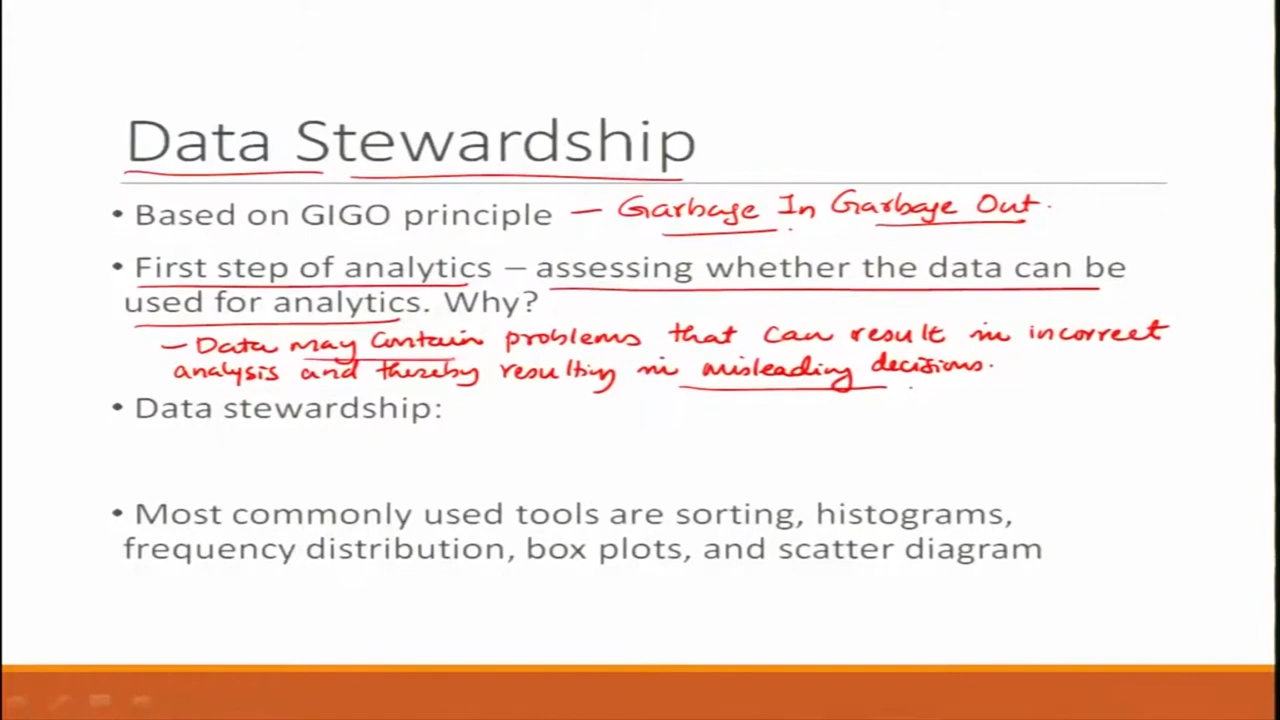 Data Stewardship
• Based on GIGO principle – Garbage In Garbage Out.
• First step of analytics – assessing whether the data can be
used for analytics. Why?
– Data may contain problems that can result in incorrect
analysis and thereby resulting in misleading decisions.
• Data stewardship:
• Most commonly used tools are sorting, histograms,
frequency distribution, box plots, and scatter diagram